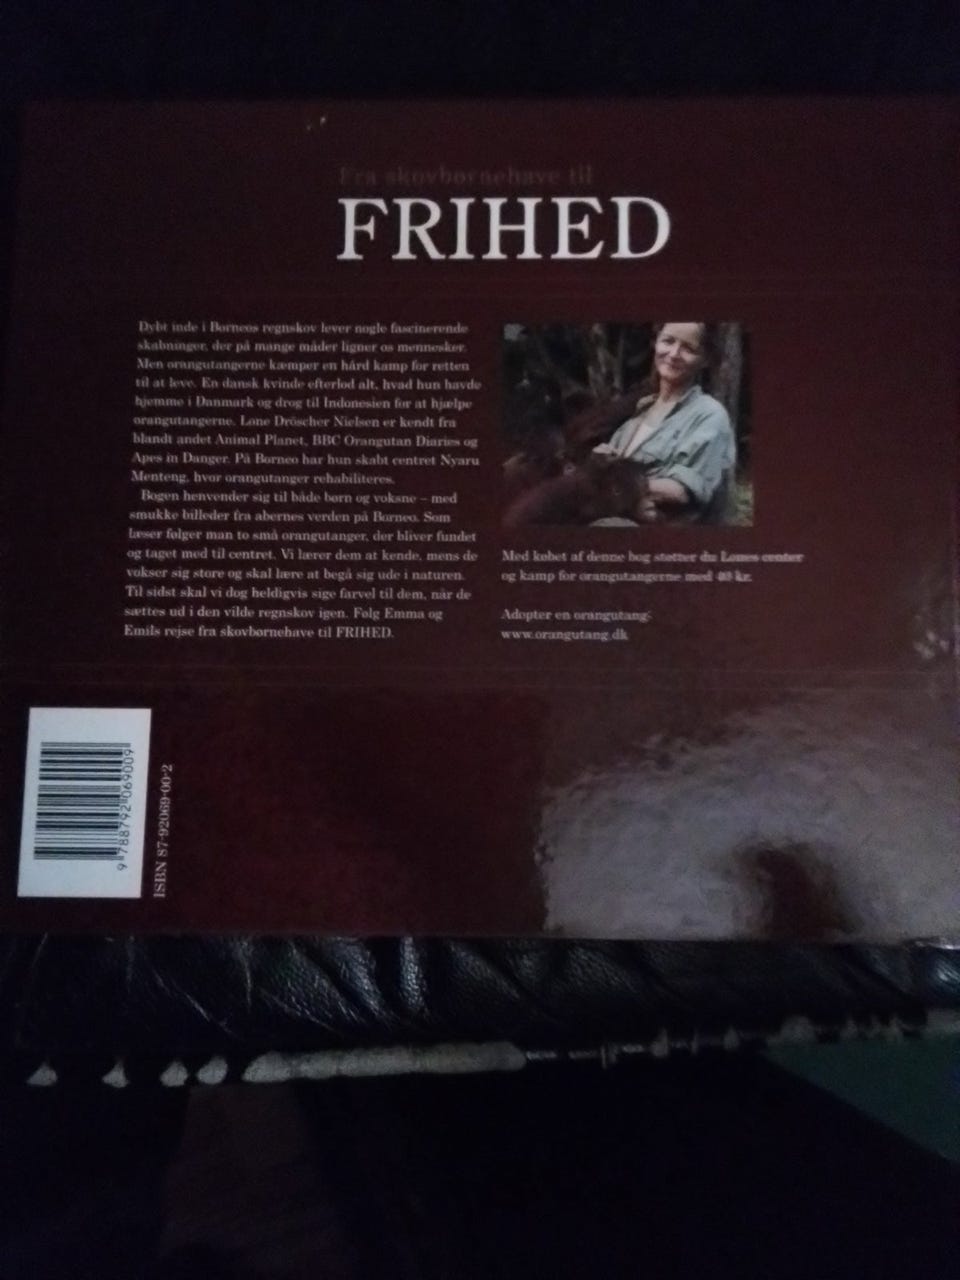 Fra skovbørnehave til
FRIHED
Dybt inde i Borneos regnskov lever nogle fascinerende
skabninger, der på mange måder ligner os mennesker.
Men orangutangerne kæmper en hård kamp for retten
til at leve. En dansk kvinde efterlod alt, hvad hun havde
hjemme i Danmark og drog til Indonesien for at hjælpe
orangutangerne. Lone Dröscher Nielsen er kendt fra
blandt andet Animal Planet, BBC Orangutan Diaries og
Apes in Danger. På Borneo har hun skabt centret Nyaru
Menteng, hvor orangutanger rehabiliteres.
Bogen henvender sig til både børn og voksne – med
smukke billeder fra abernes verden på Borneo. Som
læser følger man to små orangutanger, der bliver fundet
og taget med til centret. Vi lærer dem at kende, mens de
vokser sig store og skal lære at begå sig ude i naturen.
Til sidst skal vi dog heldigvis sige farvel til dem, når de
sættes ud i den vilde regnskov igen. Følg Emma og
Emils rejse fra skovbørnehave til FRIHED.
Med købet af denne bog støtter du Lones center
og kamp for orangutangerne med 40 kr.
Adopter en orangutang:
www.orangutang.dk
9 788792 069009
ISBN 87-92069-00-2